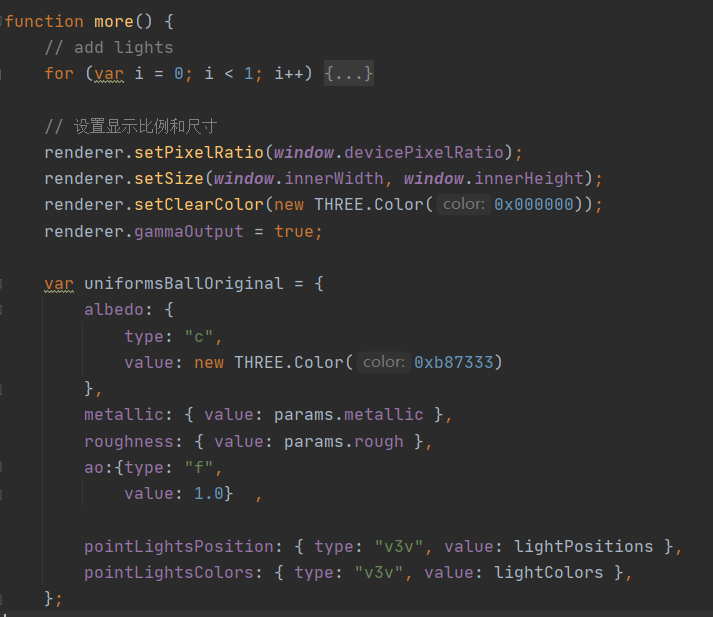 function more() {
    // add lights
    for (var i = 0; i < 1; i++) {...}

    // 设置显示比例和尺寸
    renderer.setPixelRatio(window.devicePixelRatio);
    renderer.setSize(window.innerWidth, window.innerHeight);
    renderer.setClearColor(new THREE.Color( color: 0x000000));
    renderer.gammaOutput = true;

    var uniformsBallOriginal = {
        albedo: {
            type: "c",
            value: new THREE.Color( color: 0xb87333)
        },
        metallic: { value: params.metallic },
        roughness: { value: params.rough },
        ao:{type: "f",
            value: 1.0}  ,

        pointLightsPosition: { type: "v3v", value: lightPositions },
        pointLightsColors: { type: "v3v", value: lightColors },
    };